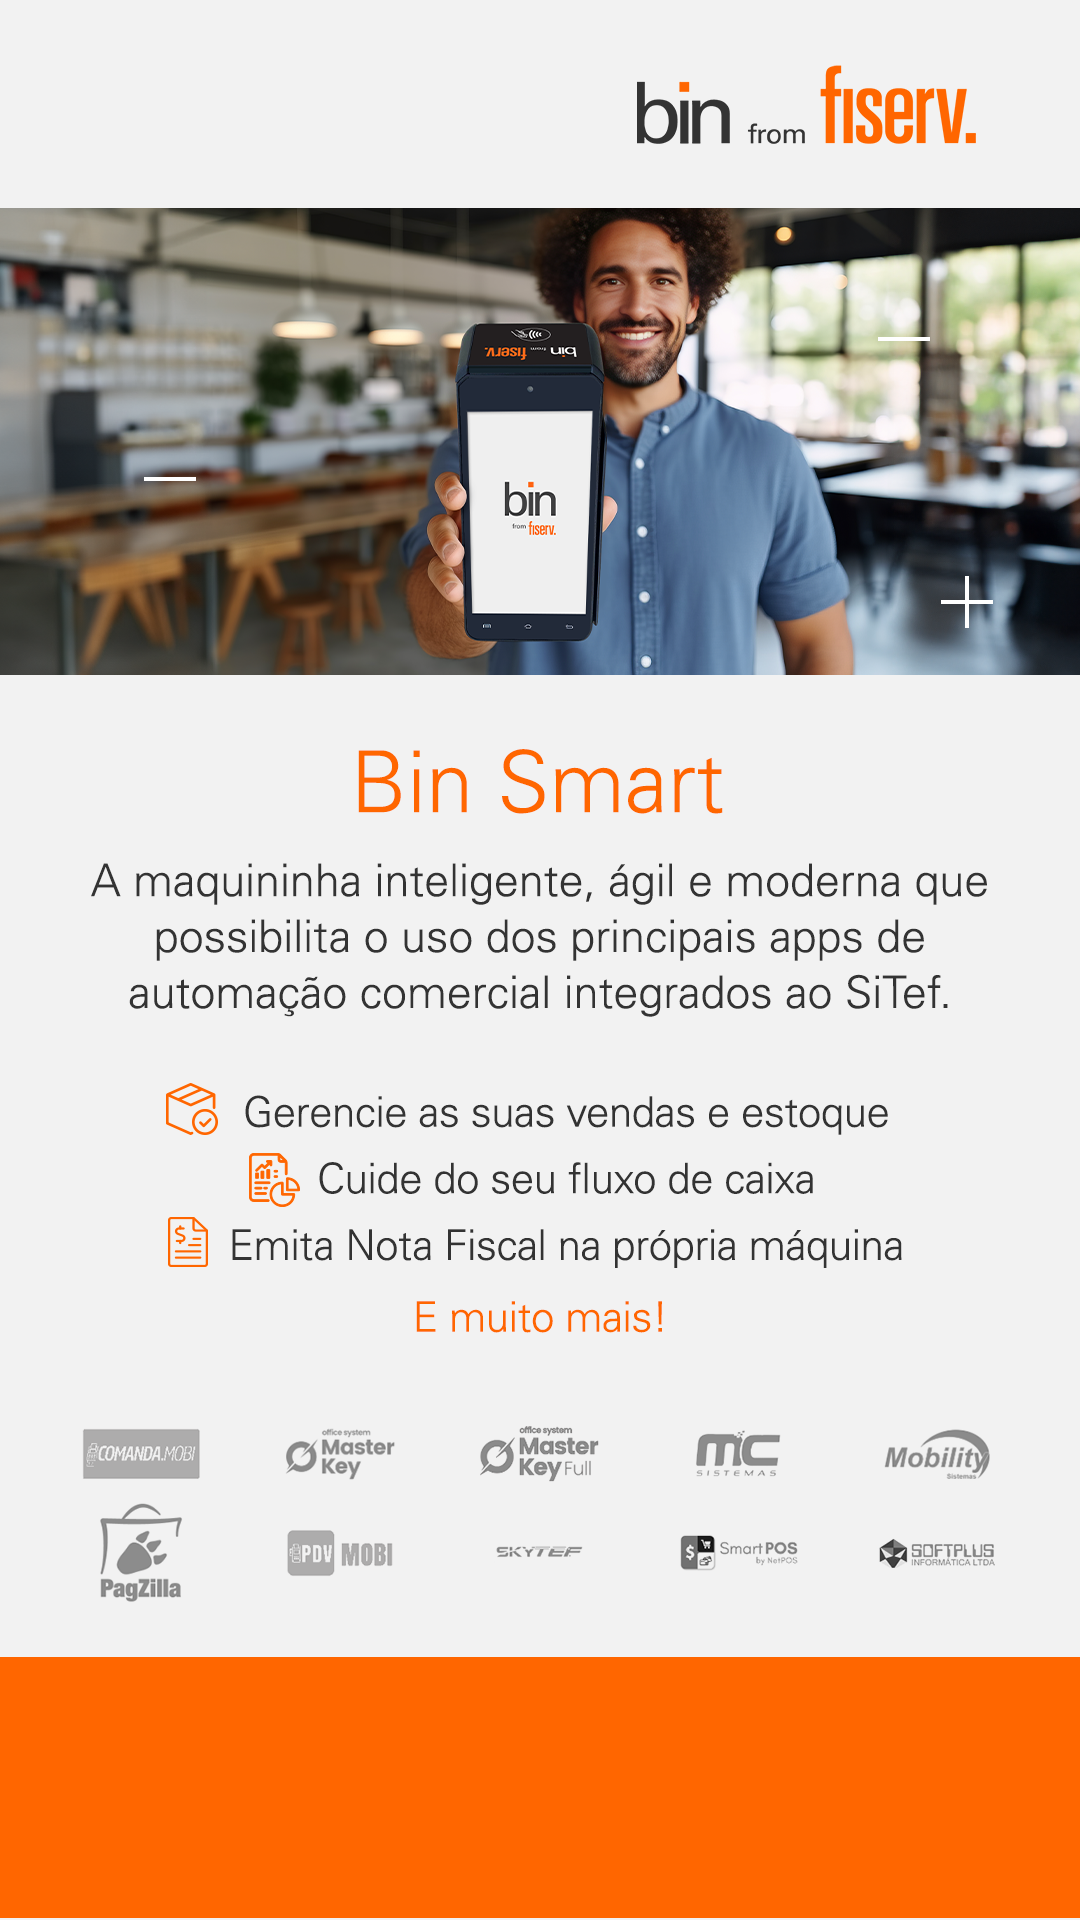 bin from fiserv.
bin from fiserv.
bin
from fiserv.
Bin Smart
A maquininha inteligente, ágil e moderna que
possibilita o uso dos principais apps de
automação comercial integrados ao SiTef.
Gerencie as suas vendas e estoque
Cuide do seu fluxo de caixa
Emita Nota Fiscal na própria máquina
E muito mais!
COMANDA.MOBI
office system
Master
Key
office system
Master
Key Full
mc
SISTEMAS
Mobility
Sistemas
PagZilla
PDV MOBI
SKYTEF
$ Smart POS
by NetPOS
SOFTPLUS
INFORMÁTICA LTDA